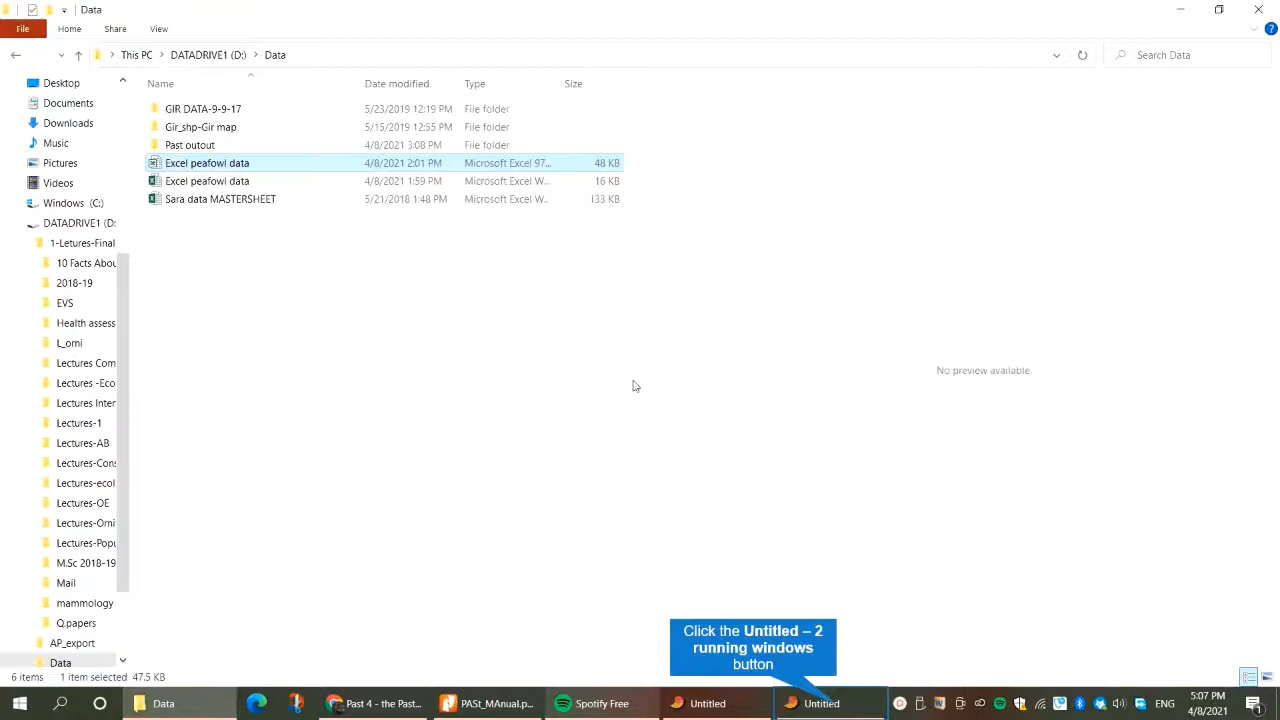 Data
File Home Share View
This PC DATADRIVE1 (D:) Data
Search Data
Name Date modified Type Size
Desktop
Documents
Downloads
Music
Pictures
Videos
Windows (C:)
DATADRIVE1 (D:
1-Letures-Final
10 Facts Abou
2018-19
EVS
Health assess
L_omi
Lectures Com
Lectures -Eco
Lectures Inter
Lectures-1
Lectures-AB
Lectures-Cons
Lectures-ecol
Lectures-OE
Lectures-Orni
Lectures-Popu
M.Sc 2018-19
Mail
mammology
Q.papers
AP_export
Data
GIR DATA-9-9-17 5/23/2019 12:19 PM File folder
Gir_shp-Gir map 5/15/2019 12:55 PM File folder
Past outout 4/8/2021 3:08 PM File folder
Excel peafowl data 4/8/2021 2:01 PM Microsoft Excel 97... 48 KB
Excel peafowl data 4/8/2021 1:59 PM Microsoft Excel W... 16 KB
Sara data MASTERSHEET 5/21/2018 1:48 PM Microsoft Excel W... 133 KB
No preview available.
Click the Untitled – 2
running windows
button
6 items 1 item selected 47.5 KB
Data
Past 4 - the Past...
PASt_MAnual.p...
Spotify Free
Untitled
Untitled
ENG
5:07 PM
4/8/2021